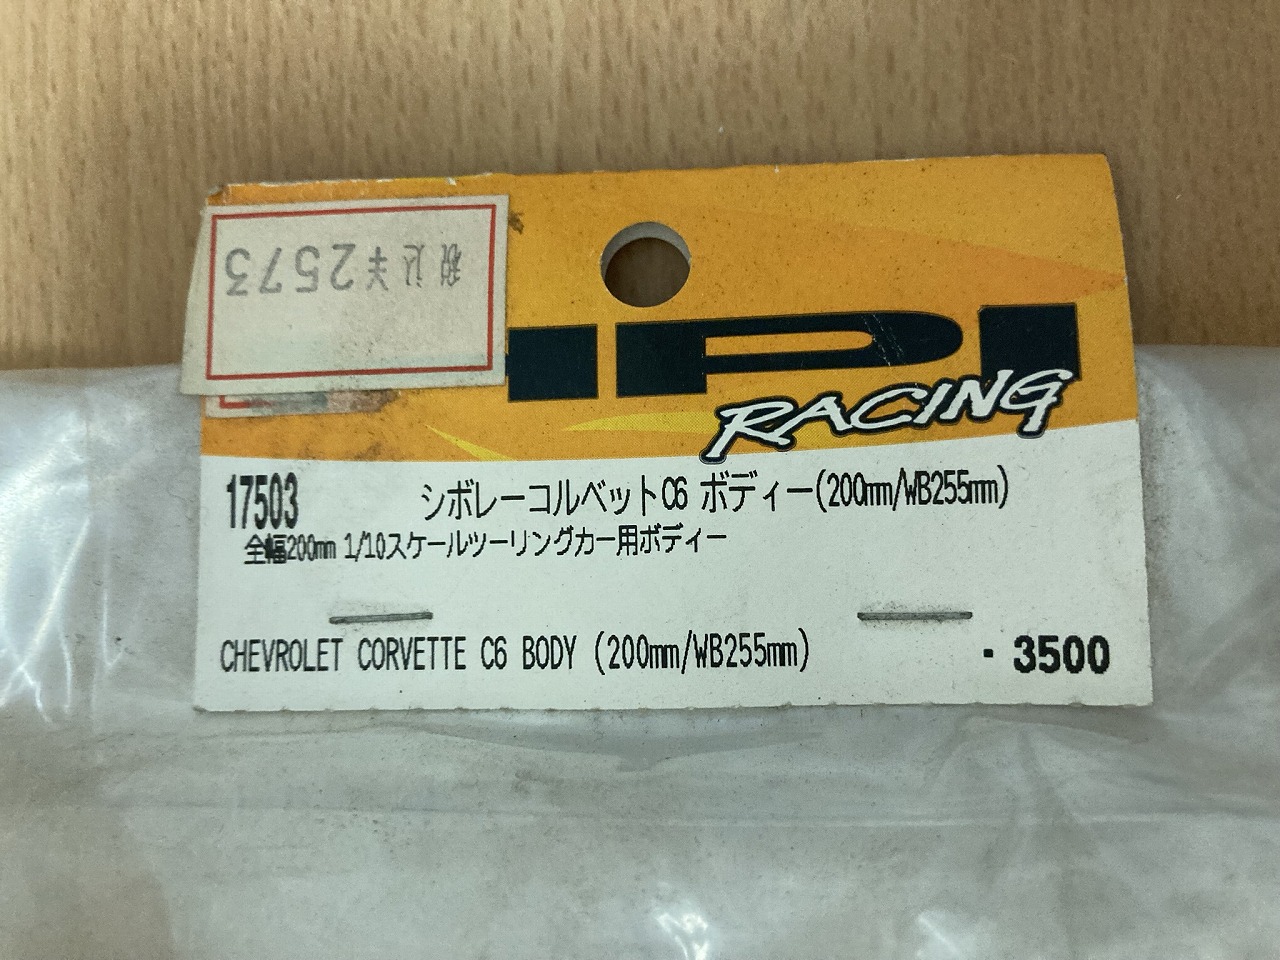 税込¥2573
HPI
RACING
17503 シボレーコルベットC6 ボディー(200mm/WB255mm)
全幅200mm 1/10スケールツーリングカー用ボディー
CHEVROLET CORVETTE C6 BODY (200mm/WB255mm) · 3500